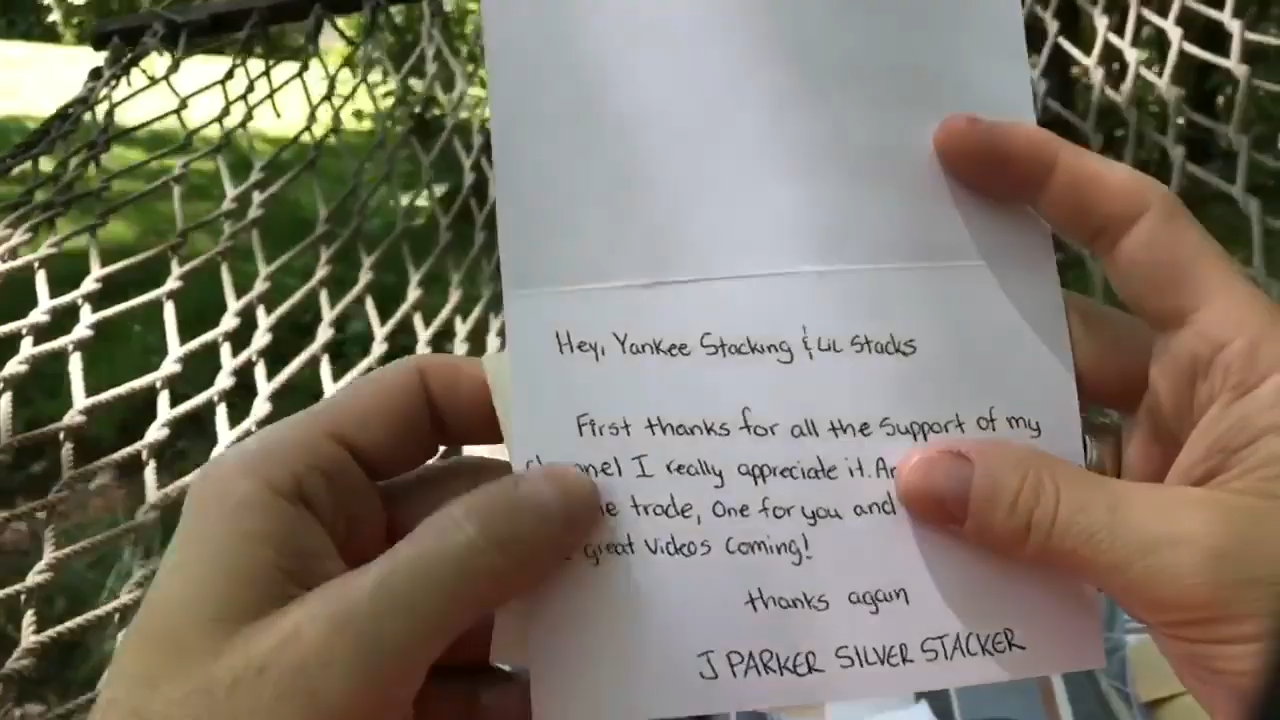 Hey, Yankee Stacking & Lil Stacks
First thanks for all the Support of my
I really appreciate it.
trade, One for you and
great Videos Coming!
thanks again
J PARKER SILVER STACKER